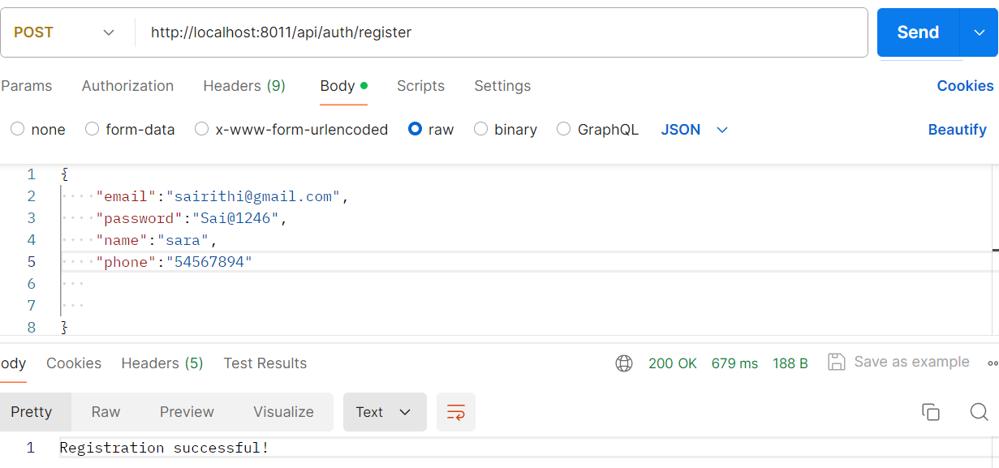 POST http://localhost:8011/api/auth/register Send
Params Authorization Headers (9) Body Scripts Settings Cookies
none form-data x-www-form-urlencoded raw binary GraphQL JSON Beautify
1 {
2 "email":"sairithi@gmail.com",
3 "password":"Sai@1246",
4 "name":"sara",
5 "phone":"54567894"
6
7
8 }
ody Cookies Headers (5) Test Results 200 OK 679 ms 188 B Save as example
Pretty Raw Preview Visualize Text
1 Registration successful!